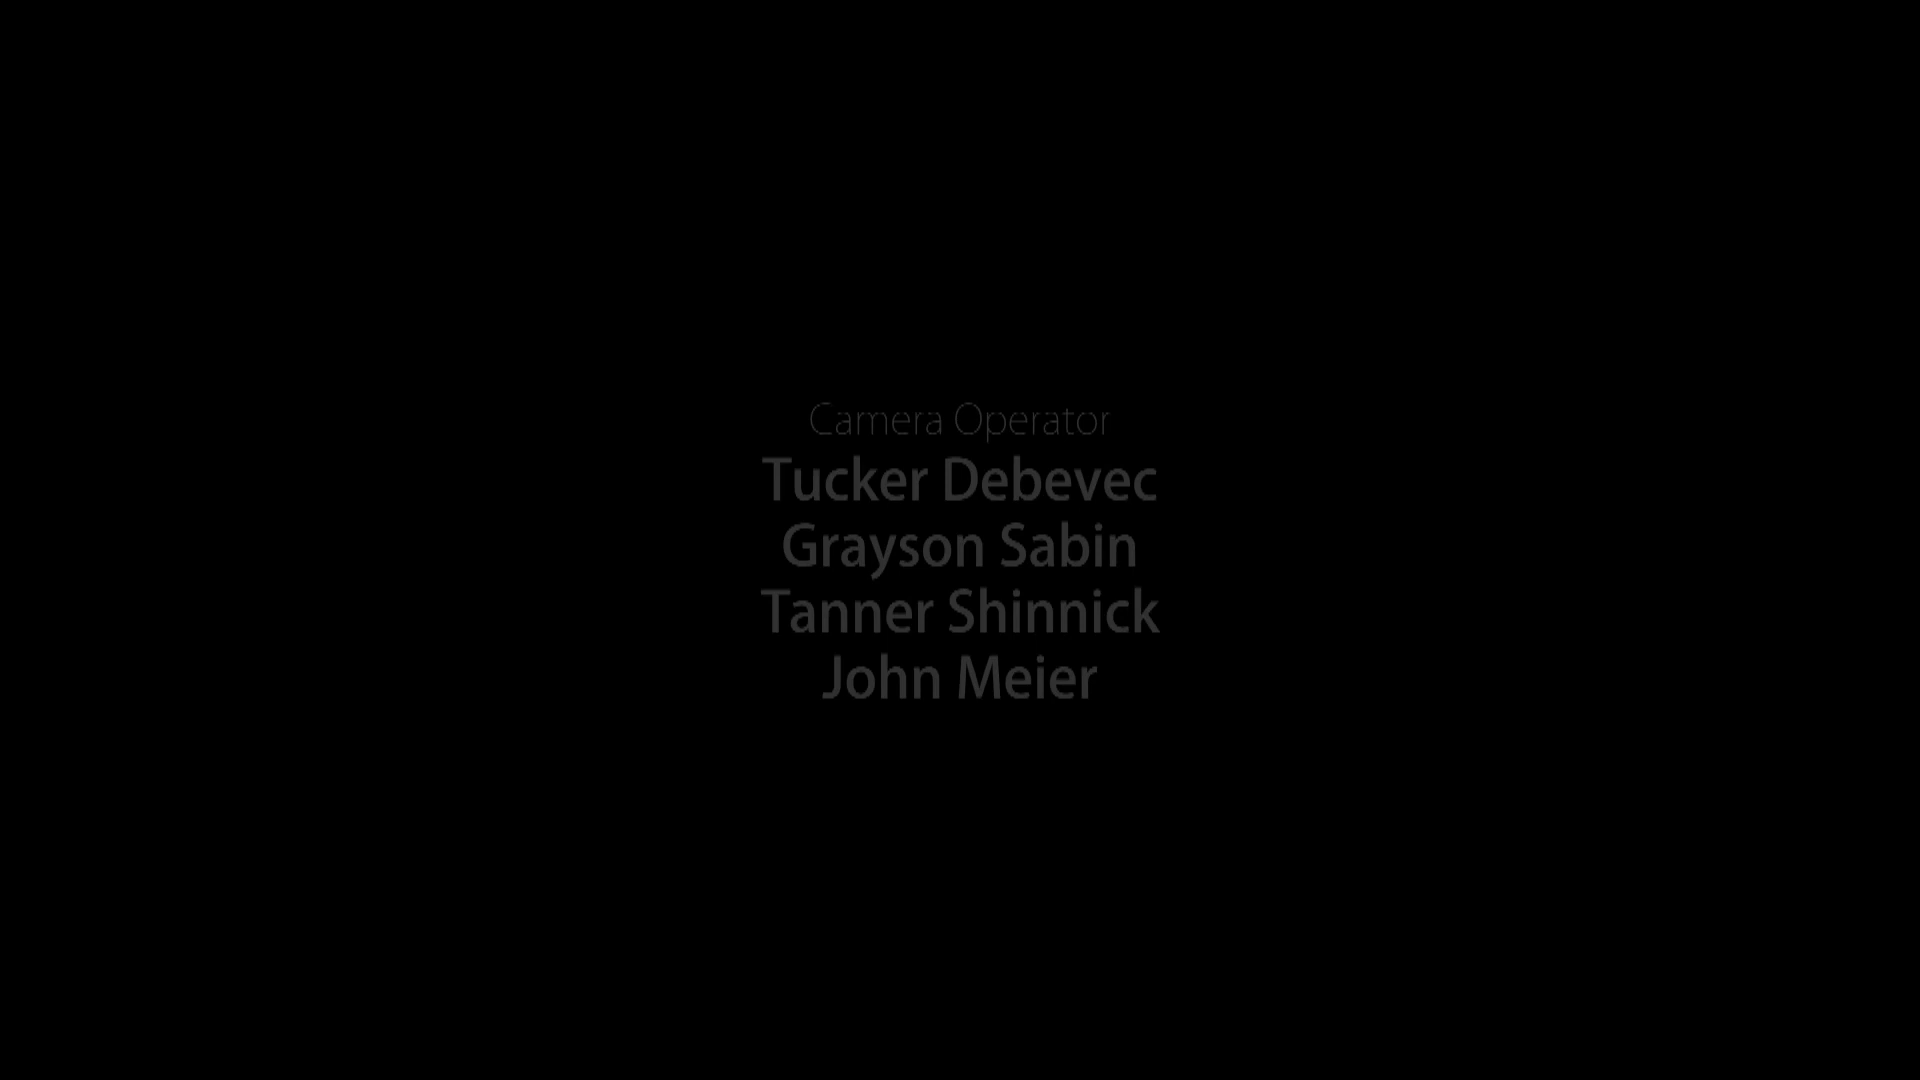 Camera Operator
Tucker Debevec
Grayson Sabin
Tanner Shinnick
John Meier